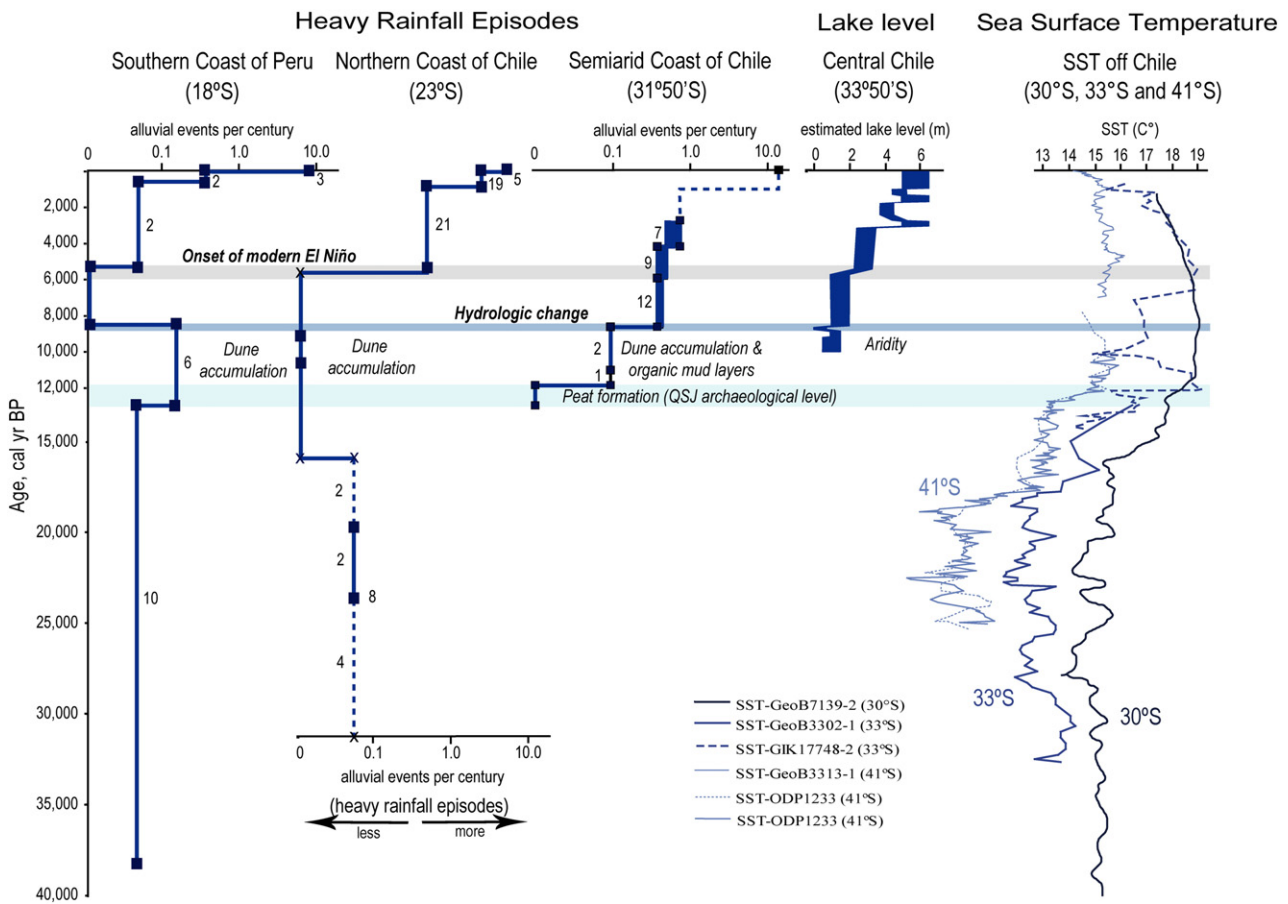 Heavy Rainfall Episodes
Lake level
Sea Surface Temperature
Southern Coast of Peru
(18ºS)
Northern Coast of Chile
(23ºS)
Semiarid Coast of Chile
(31º50'S)
Central Chile
(33º50'S)
SST off Chile
(30°S, 33°S and 41°S)
alluvial events per century
alluvial events per century
estimated lake level (m)
SST (C°)
0 0.1 1.0 10.0
0 0.1 1.0 10.0
0 2 4 6
13 14 15 16 17 18 19
Age, cal yr BP
2,000
4,000
6,000
8,000
10,000
12,000
15,000
20,000
25,000
30,000
35,000
40,000
2
3
2
6
10
19
5
21
2
2
8
4
7
9
12
2
1
Onset of modern El Niño
Hydrologic change
Dune
accumulation
Dune
accumulation
Dune accumulation &
organic mud layers
Aridity
Peat formation (QSJ archaeological level)
41ºS
33ºS
30ºS
0 0.1 1.0 10.0
alluvial events per century
(heavy rainfall episodes)
less
more
SST-GeoB7139-2 (30°S)
SST-GeoB3302-1 (33ºS)
SST-GIK17748-2 (33ºS)
SST-GeoB3313-1 (41ºS)
SST-ODP1233 (41ºS)
SST-ODP1233 (41ºS)